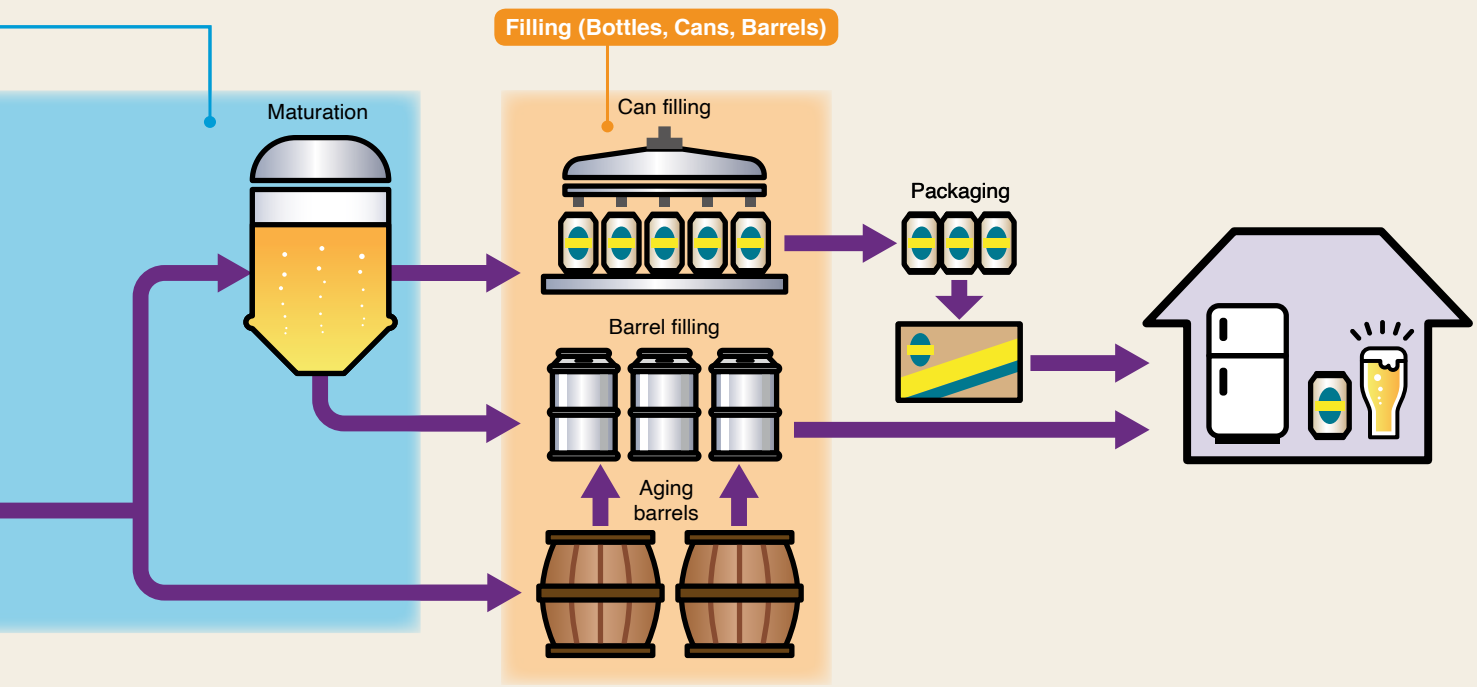 Filling (Bottles, Cans, Barrels)
Maturation
Can filling
Packaging
Barrel filling
Aging
barrels